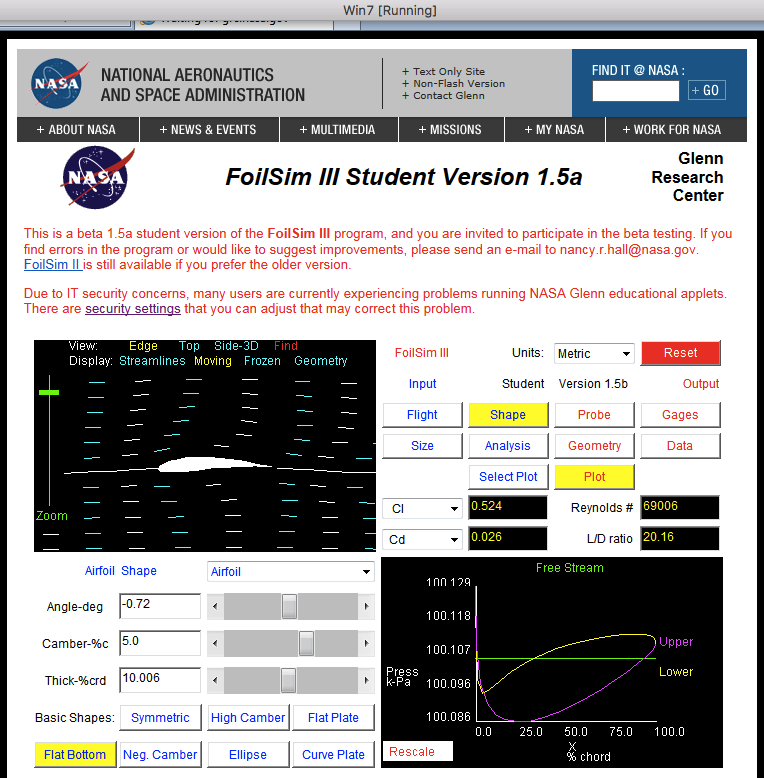 Win7 [Running]
NASA
NATIONAL AERONAUTICS
AND SPACE ADMINISTRATION
+ Text Only Site
+ Non-Flash Version
+ Contact Glenn
FIND IT @ NASA :
+ GO
+ ABOUT NASA
+ NEWS & EVENTS
+ MULTIMEDIA
+ MISSIONS
+ MY NASA
+ WORK FOR NASA
NASA
FoilSim III Student Version 1.5a
Glenn
Research
Center
This is a beta 1.5a student version of the FoilSim III program, and you are invited to participate in the beta testing. If you
find errors in the program or would like to suggest improvements, please send an e-mail to nancy.r.hall@nasa.gov.
FoilSim II is still available if you prefer the older version.
Due to IT security concerns, many users are currently experiencing problems running NASA Glenn educational applets.
There are security settings that you can adjust that may correct this problem.
View: Edge Top Side-3D Find
Display: Streamlines Moving Frozen Geometry
Zoom
FoilSim III Units: Metric Reset
Input Student Version 1.5b Output
Flight Shape Probe Gages
Size Analysis Geometry Data
Select Plot Plot
Cl 0.524 Reynolds # 69006
Cd 0.026 L/D ratio 20.16
Airfoil Shape Airfoil
Angle-deg -0.72
Camber-%c 5.0
Thick-%crd 10.006
Basic Shapes: Symmetric High Camber Flat Plate
Flat Bottom Neg. Camber Ellipse Curve Plate
Free Stream
100.129
100.118
100.107
100.096
100.086
Press
k-Pa
Upper
Lower
0.0 25.0 50.0 75.0 100.0
X
% chord
Rescale